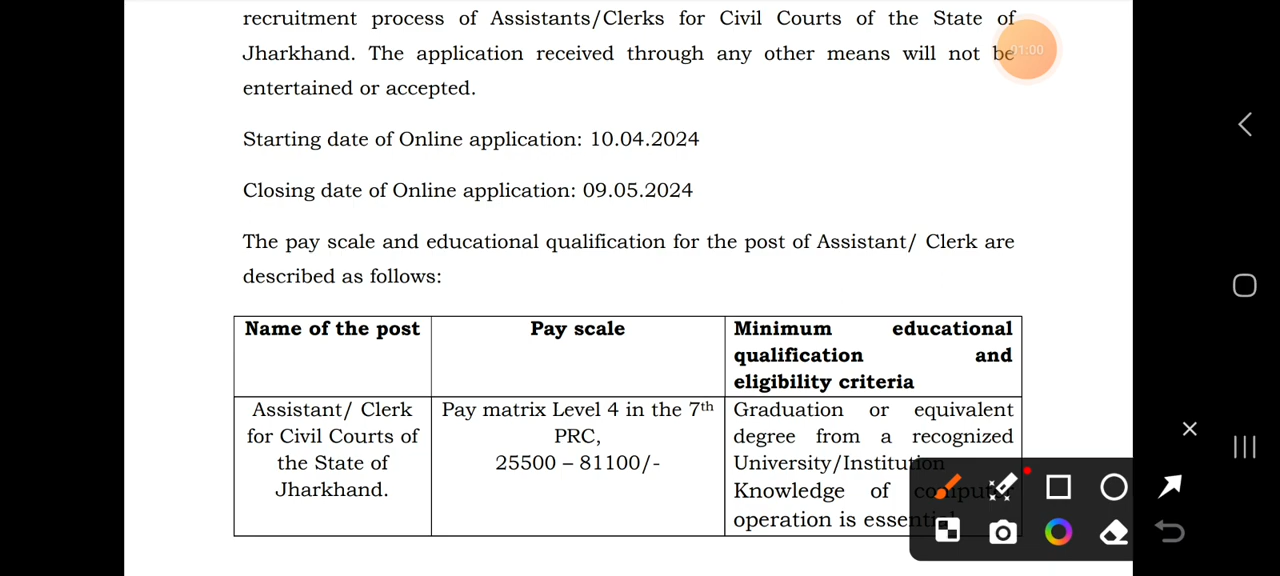 recruitment process of Assistants/Clerks for Civil Courts of the State of
Jharkhand. The application received through any other means will not be
entertained or accepted.
01:00
Starting date of Online application: 10.04.2024
Closing date of Online application: 09.05.2024
The pay scale and educational qualification for the post of Assistant/ Clerk are
described as follows:
Name of the post
Pay scale
Minimum educational
qualification and
eligibility criteria
Assistant/ Clerk
for Civil Courts of
the State of
Jharkhand.
Pay matrix Level 4 in the 7th
PRC,
25500 – 81100/-
Graduation or equivalent
degree from a recognized
University/Institution
Knowledge of computer
operation is essential